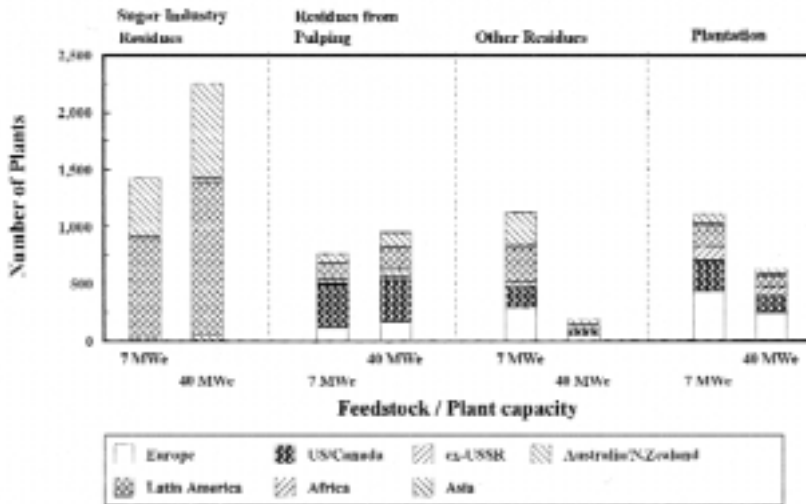 Sugar Industry Residues from
Residues Pulping Other Residues Plantation
2,500
2,000
1,500
1,000
500
0
Number of Plants
7 MWe 40 MWe 7 MWe 40 MWe
40 MWe 7 MWe 40 MWe 7 MWe
Feedstock / Plant capacity
Europe US/Canada ex-USSR Australia/N.Zealand
Latin America Africa Asia